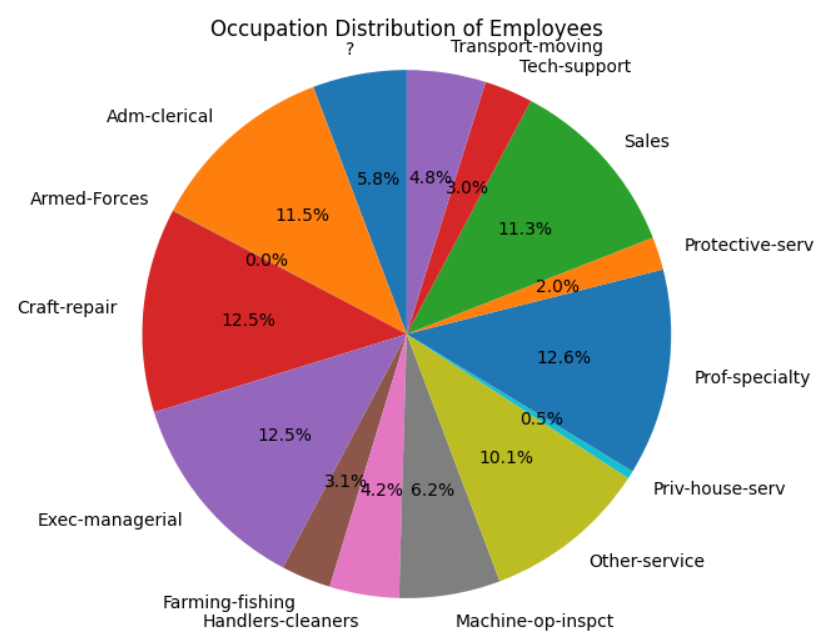 Occupation Distribution of Employees
?
Transport-moving
Tech-support
Adm-clerical
Sales
Armed-Forces
Protective-serv
Craft-repair
Prof-specialty
Exec-managerial
Priv-house-serv
Other-service
Farming-fishing
Handlers-cleaners
Machine-op-inspct
5.8%
4.8%
3.0%
11.5%
11.3%
0.0%
2.0%
12.5%
12.6%
12.5%
0.5%
10.1%
3.1%
4.2%
6.2%